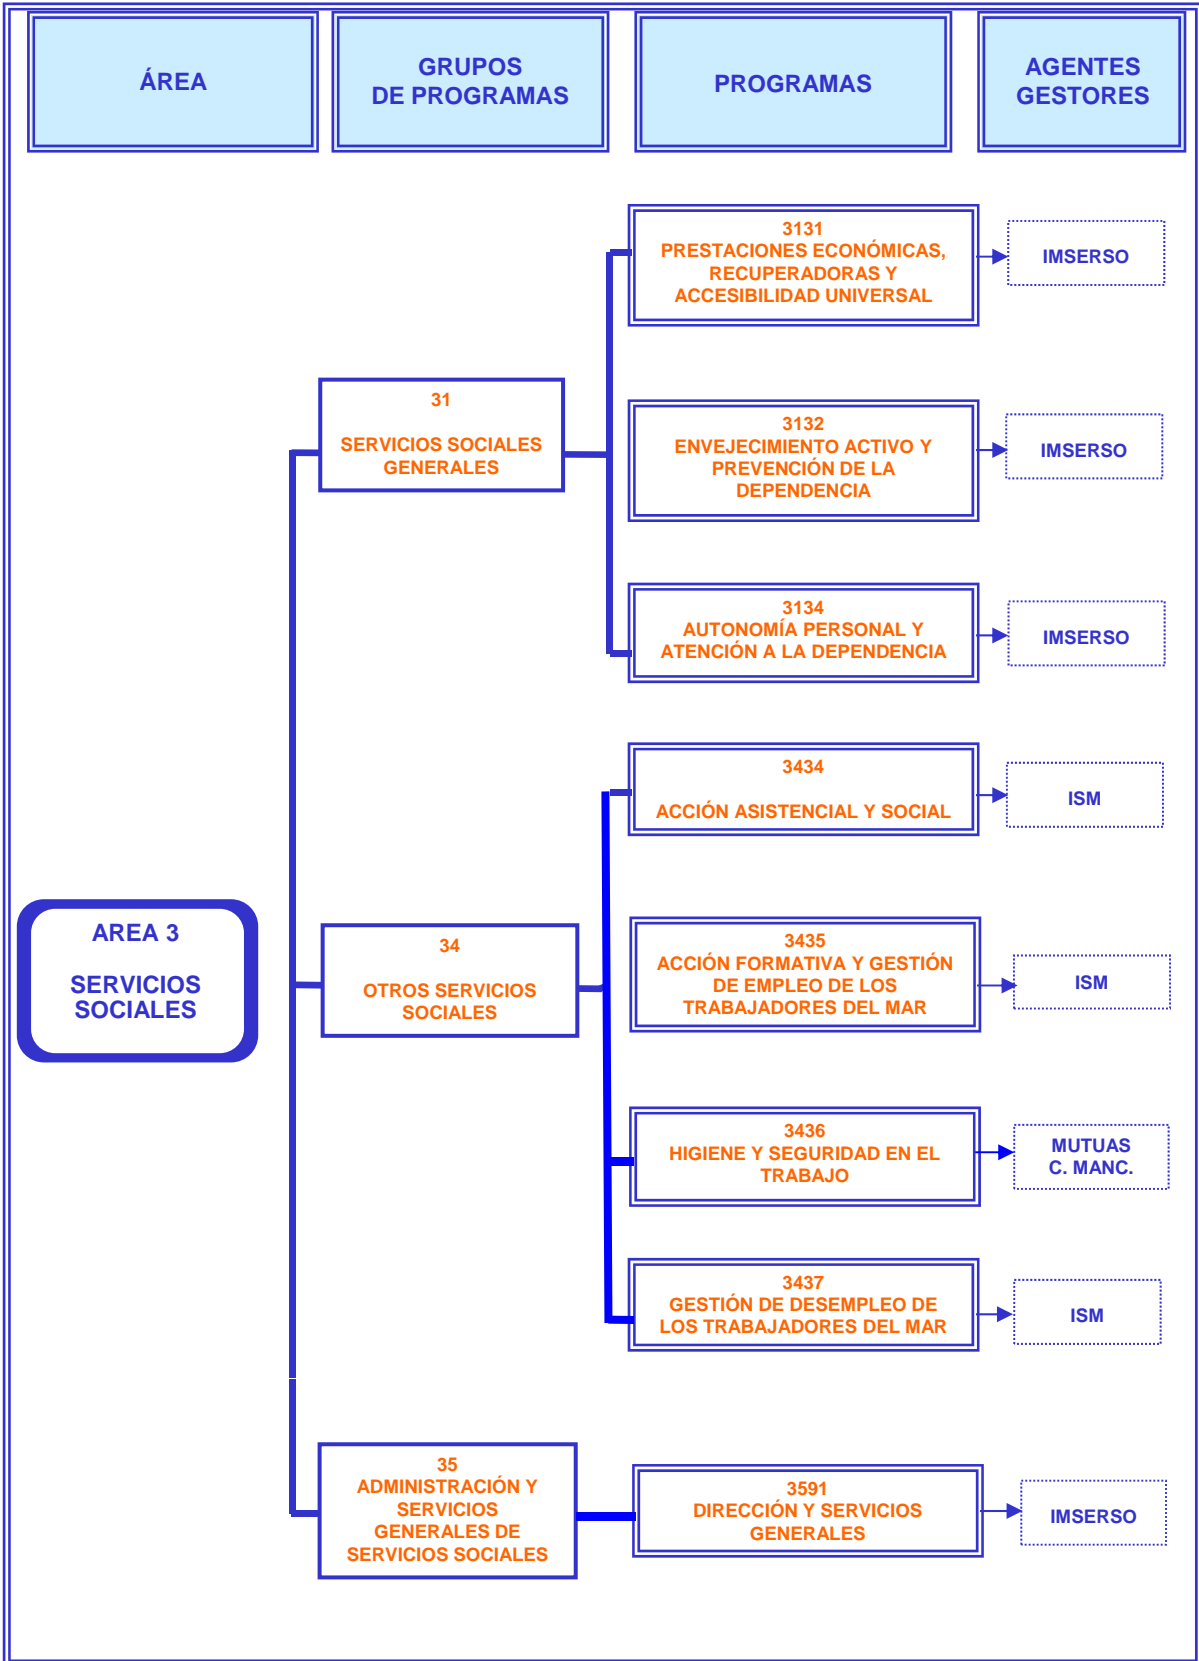 ÁREA
GRUPOS
DE PROGRAMAS
PROGRAMAS
AGENTES
GESTORES
AREA 3
SERVICIOS
SOCIALES
31
SERVICIOS SOCIALES
GENERALES
3131
PRESTACIONES ECONÓMICAS,
RECUPERADORAS Y
ACCESIBILIDAD UNIVERSAL
IMSERSO
3132
ENVEJECIMIENTO ACTIVO Y
PREVENCIÓN DE LA
DEPENDENCIA
IMSERSO
3134
AUTONOMÍA PERSONAL Y
ATENCIÓN A LA DEPENDENCIA
IMSERSO
34
OTROS SERVICIOS
SOCIALES
3434
ACCIÓN ASISTENCIAL Y SOCIAL
ISM
3435
ACCIÓN FORMATIVA Y GESTIÓN
DE EMPLEO DE LOS
TRABAJADORES DEL MAR
ISM
3436
HIGIENE Y SEGURIDAD EN EL
TRABAJO
MUTUAS
C. MANC.
3437
GESTIÓN DE DESEMPLEO DE
LOS TRABAJADORES DEL MAR
ISM
35
ADMINISTRACIÓN Y
SERVICIOS
GENERALES DE
SERVICIOS SOCIALES
3591
DIRECCIÓN Y SERVICIOS
GENERALES
IMSERSO